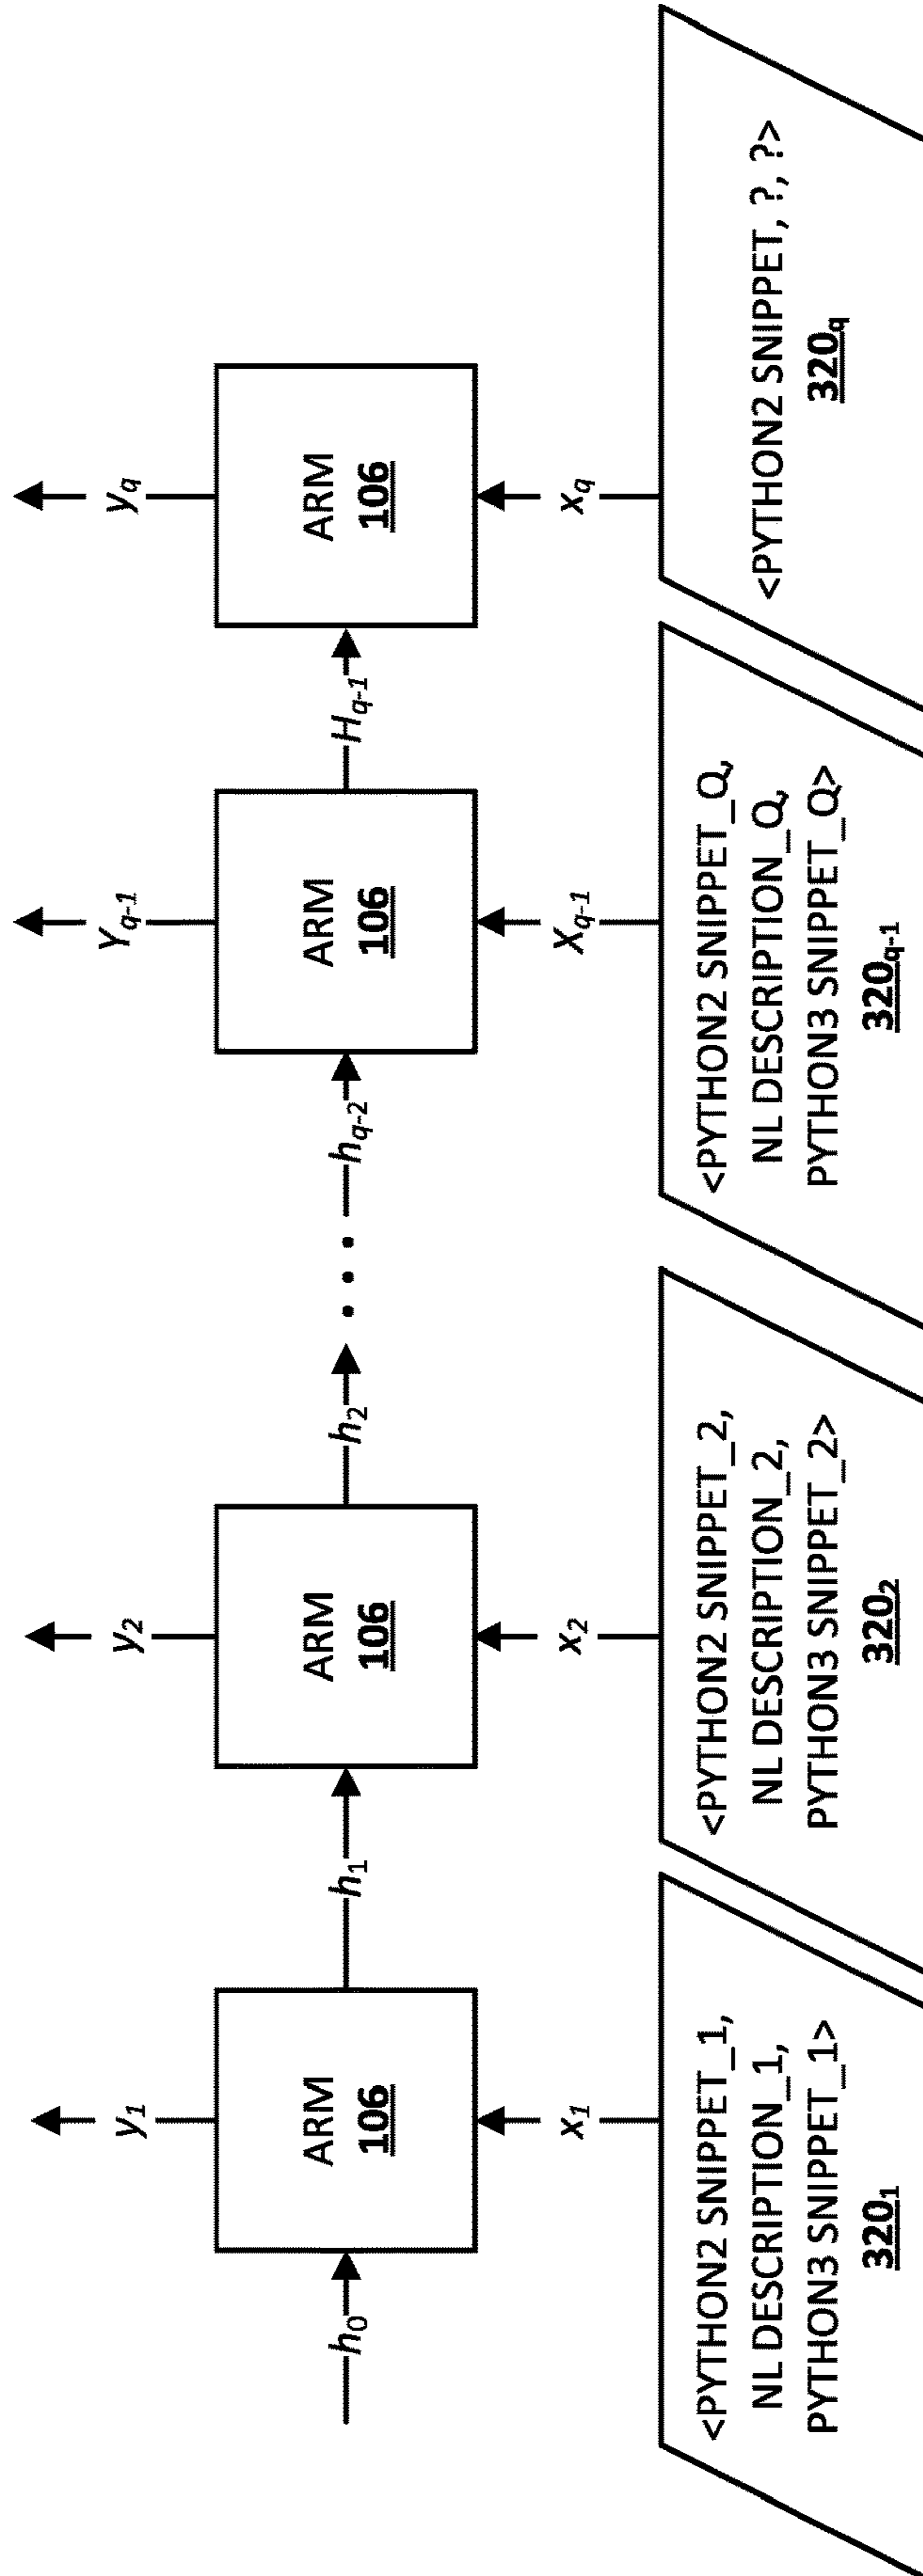 y₁
y₂
Yq-1
yq
h₀
ARM
106
h₁
ARM
106
h₂
...
hq-2
ARM
106
Hq-1
ARM
106
x₁
x₂
Xq-1
xq
<PYTHON2 SNIPPET_1,
NL DESCRIPTION_1,
PYTHON3 SNIPPET_1>
320₁
<PYTHON2 SNIPPET_2,
NL DESCRIPTION_2,
PYTHON3 SNIPPET_2>
320₂
<PYTHON2 SNIPPET_Q,
NL DESCRIPTION_Q,
PYTHON3 SNIPPET_Q>
320q-1
<PYTHON2 SNIPPET, ?, ?>
320q